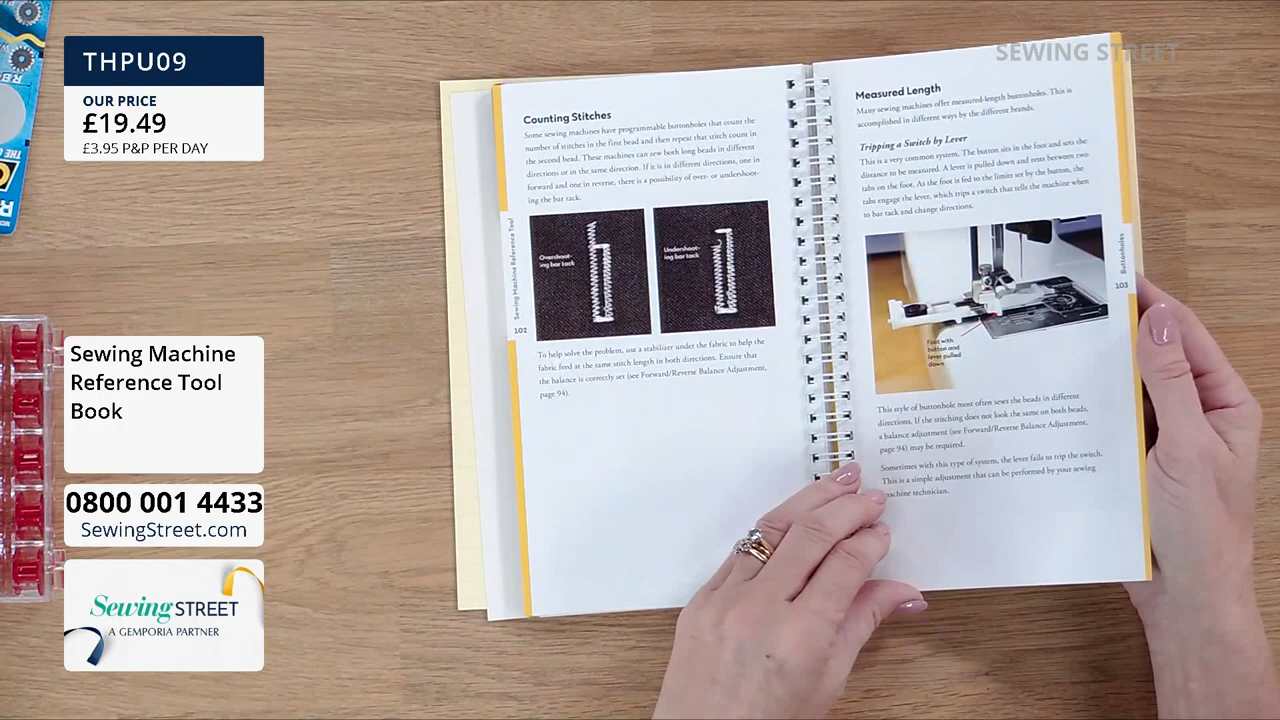 THPU09
OUR PRICE
£19.49
£3.95 P&P PER DAY
Sewing Machine
Reference Tool
Book
0800 001 4433
SewingStreet.com
Sewing STREET
A GEMPORIA PARTNER
SEWING STREET
Counting Stitches
Some sewing machines have programmable buttonholes that count the
number of stitches in the first bead and then repeat that stitch count in
the second bead. These machines can sew both long beads in different
directions or in the same direction. If it is in different directions, one in
forward and one in reverse, there is a possibility of over- or undershoot-
ing the bar tack.
Overshoot-
ing bar tack
Undershoot-
ing bar tack
Sewing Machine Reference Tool
102
To help solve the problem, use a stabilizer under the fabric to help the
fabric feed at the same stitch length in both directions. Ensure that
the balance is correctly set (see Forward/Reverse Balance Adjustment,
page 94).
Measured Length
Many sewing machines offer measured-length buttonholes. This is
accomplished in different ways by the different brands.
Tripping a Switch by Lever
This is a very common system. The button sits in the foot and sets the
distance to be measured. A lever is pulled down and rests between two
tabs on the foot. As the foot is fed to the limits set by the button, the
tabs engage the lever, which trips a switch that tells the machine when
to bar tack and change directions.
Foot with
button and
lever pulled
down
Buttonholes
103
This style of buttonhole most often sews the beads in different
directions. If the stitching does not look the same on both beads,
a balance adjustment (see Forward/Reverse Balance Adjustment,
page 94) may be required.
Sometimes with this type of system, the lever fails to trip the switch.
This is a simple adjustment that can be performed by your sewing
machine technician.